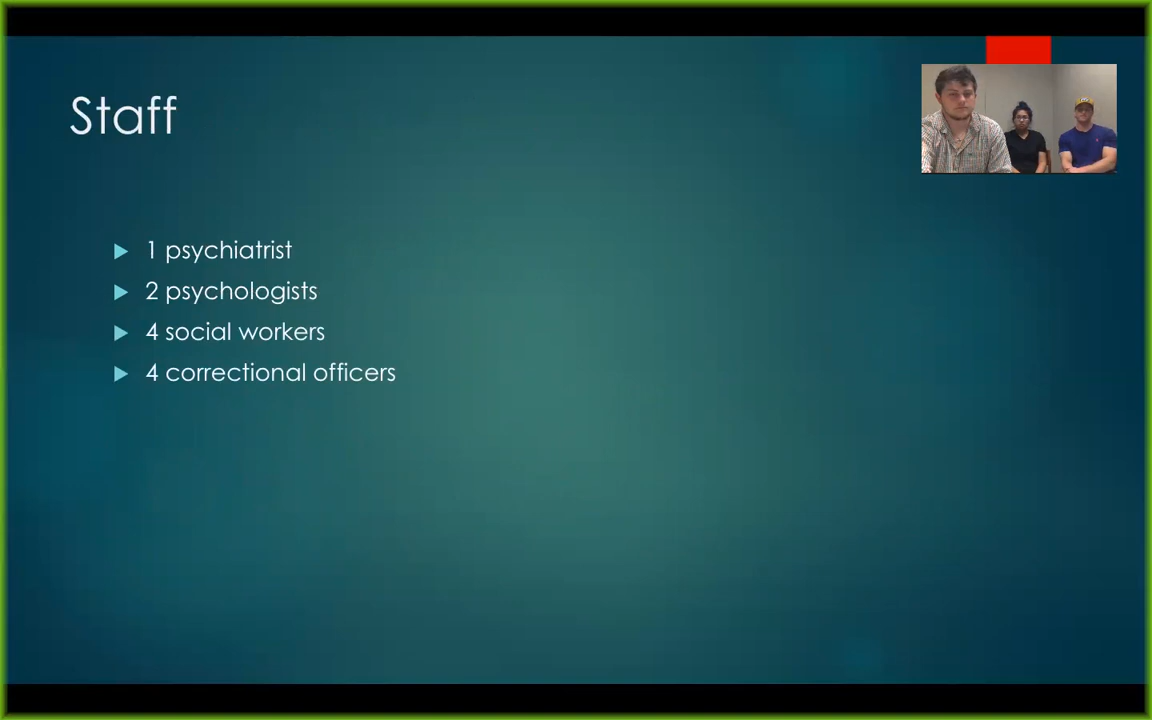 Staff
1 psychiatrist
2 psychologists
4 social workers
4 correctional officers